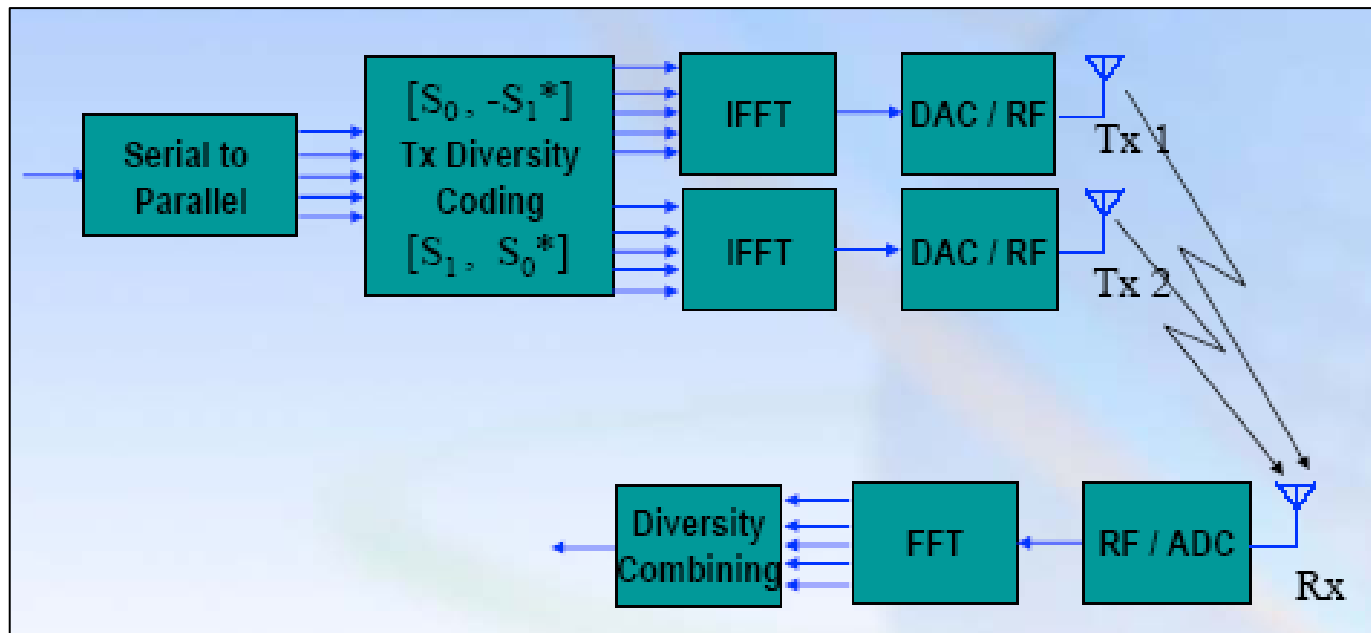 Serial to
Parallel
[S₀ , -S₁*]
Tx Diversity
Coding
[S₁ , S₀*]
IFFT
DAC / RF
Tx 1
IFFT
DAC / RF
Tx 2
Diversity
Combining
FFT
RF / ADC
Rx